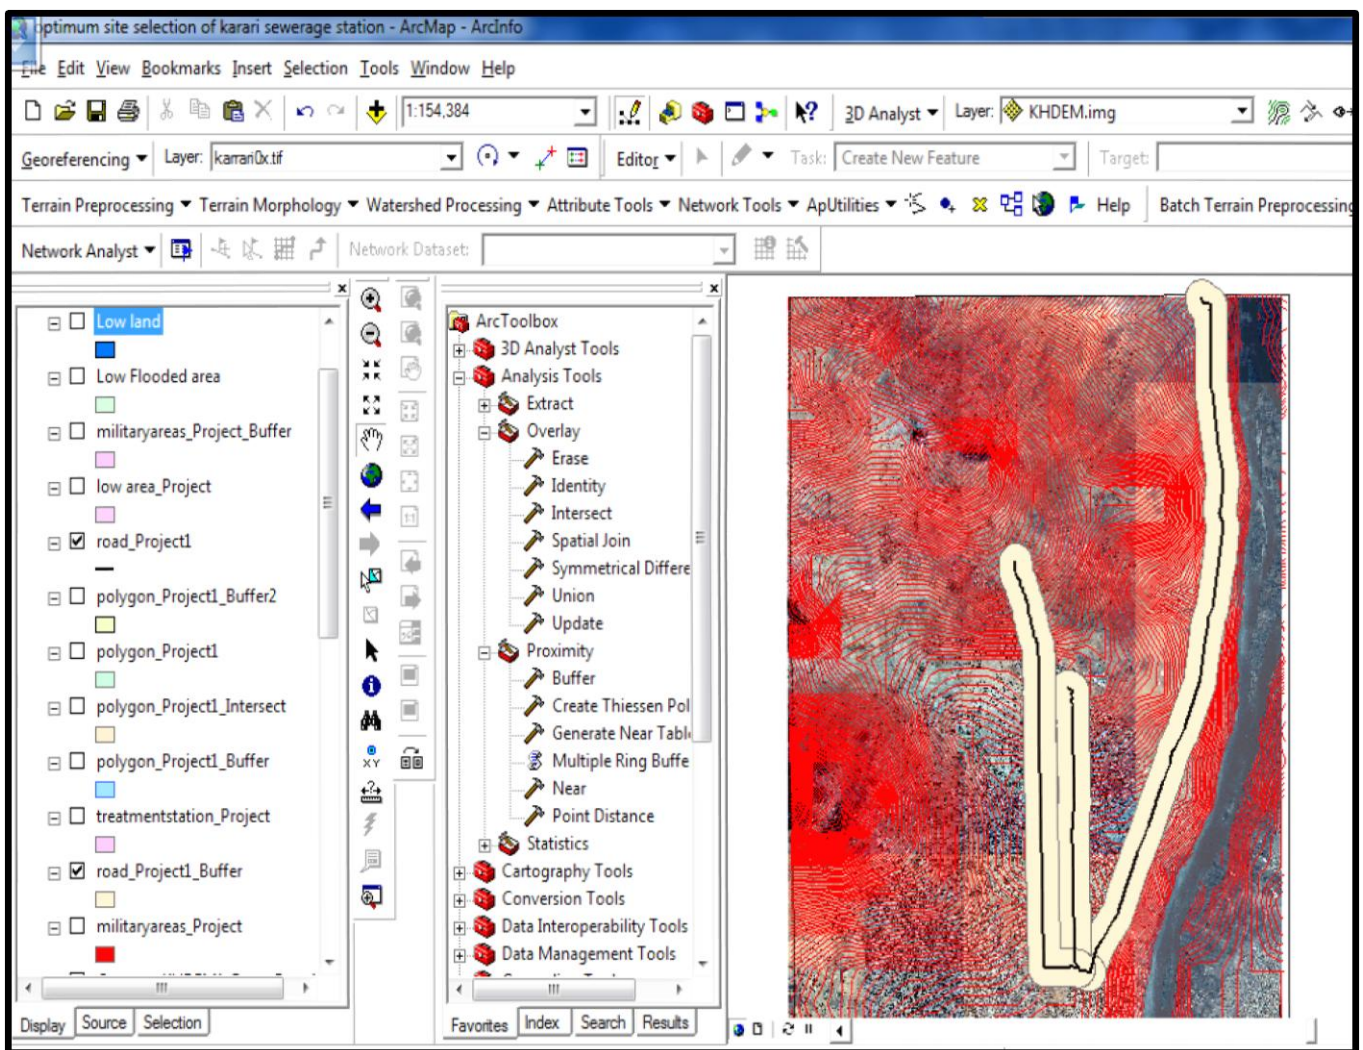 optimum site selection of karari sewerage station - ArcMap - ArcInfo
File Edit View Bookmarks Insert Selection Tools Window Help
1:154,384
3D Analyst Layer: KHDEM.img
Georeferencing Layer: karrari0x.tif
Editor Task: Create New Feature Target:
Terrain Preprocessing Terrain Morphology Watershed Processing Attribute Tools Network Tools ApUtilities Help Batch Terrain Preprocessing
Network Analyst Network Dataset:
Low land
Low Flooded area
militaryareas_Project_Buffer
low area_Project
road_Project1
polygon_Project1_Buffer2
polygon_Project1
polygon_Project1_Intersect
polygon_Project1_Buffer
treatmentstation_Project
road_Project1_Buffer
militaryareas_Project
Display Source Selection
XY
1:1
ArcToolbox
3D Analyst Tools
Analysis Tools
Extract
Overlay
Erase
Identity
Intersect
Spatial Join
Symmetrical Differe
Union
Update
Proximity
Buffer
Create Thiessen Pol
Generate Near Table
Multiple Ring Buffe
Near
Point Distance
Statistics
Cartography Tools
Conversion Tools
Data Interoperability Tools
Data Management Tools
Favorites Index Search Results